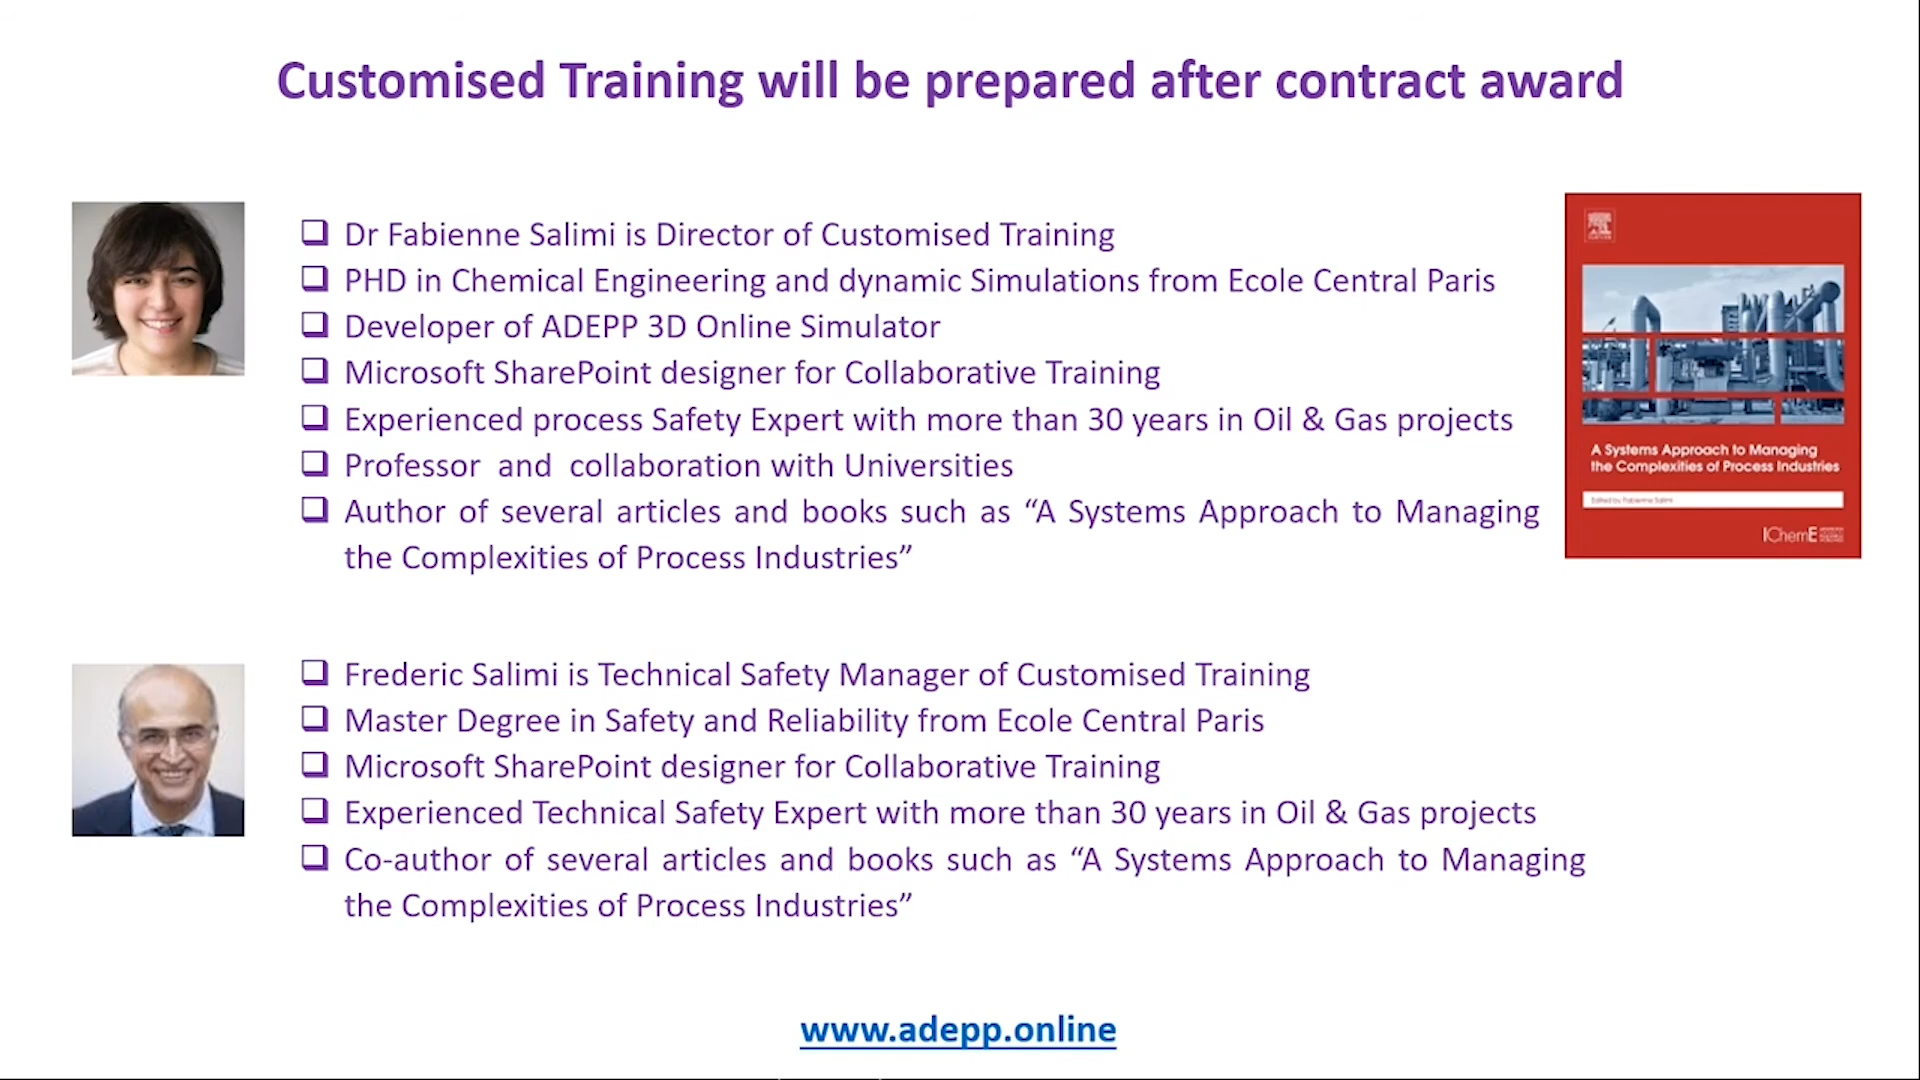 Customised Training will be prepared after contract award
Dr Fabienne Salimi is Director of Customised Training
PHD in Chemical Engineering and dynamic Simulations from Ecole Central Paris
Developer of ADEPP 3D Online Simulator
Microsoft SharePoint designer for Collaborative Training
Experienced process Safety Expert with more than 30 years in Oil & Gas projects
Professor and collaboration with Universities
Author of several articles and books such as “A Systems Approach to Managing
the Complexities of Process Industries”
A Systems Approach to Managing
the Complexities of Process Industries
Edited by Fabienne Salimi
IChemE
Frederic Salimi is Technical Safety Manager of Customised Training
Master Degree in Safety and Reliability from Ecole Central Paris
Microsoft SharePoint designer for Collaborative Training
Experienced Technical Safety Expert with more than 30 years in Oil & Gas projects
Co-author of several articles and books such as “A Systems Approach to Managing
the Complexities of Process Industries”
www.adepp.online